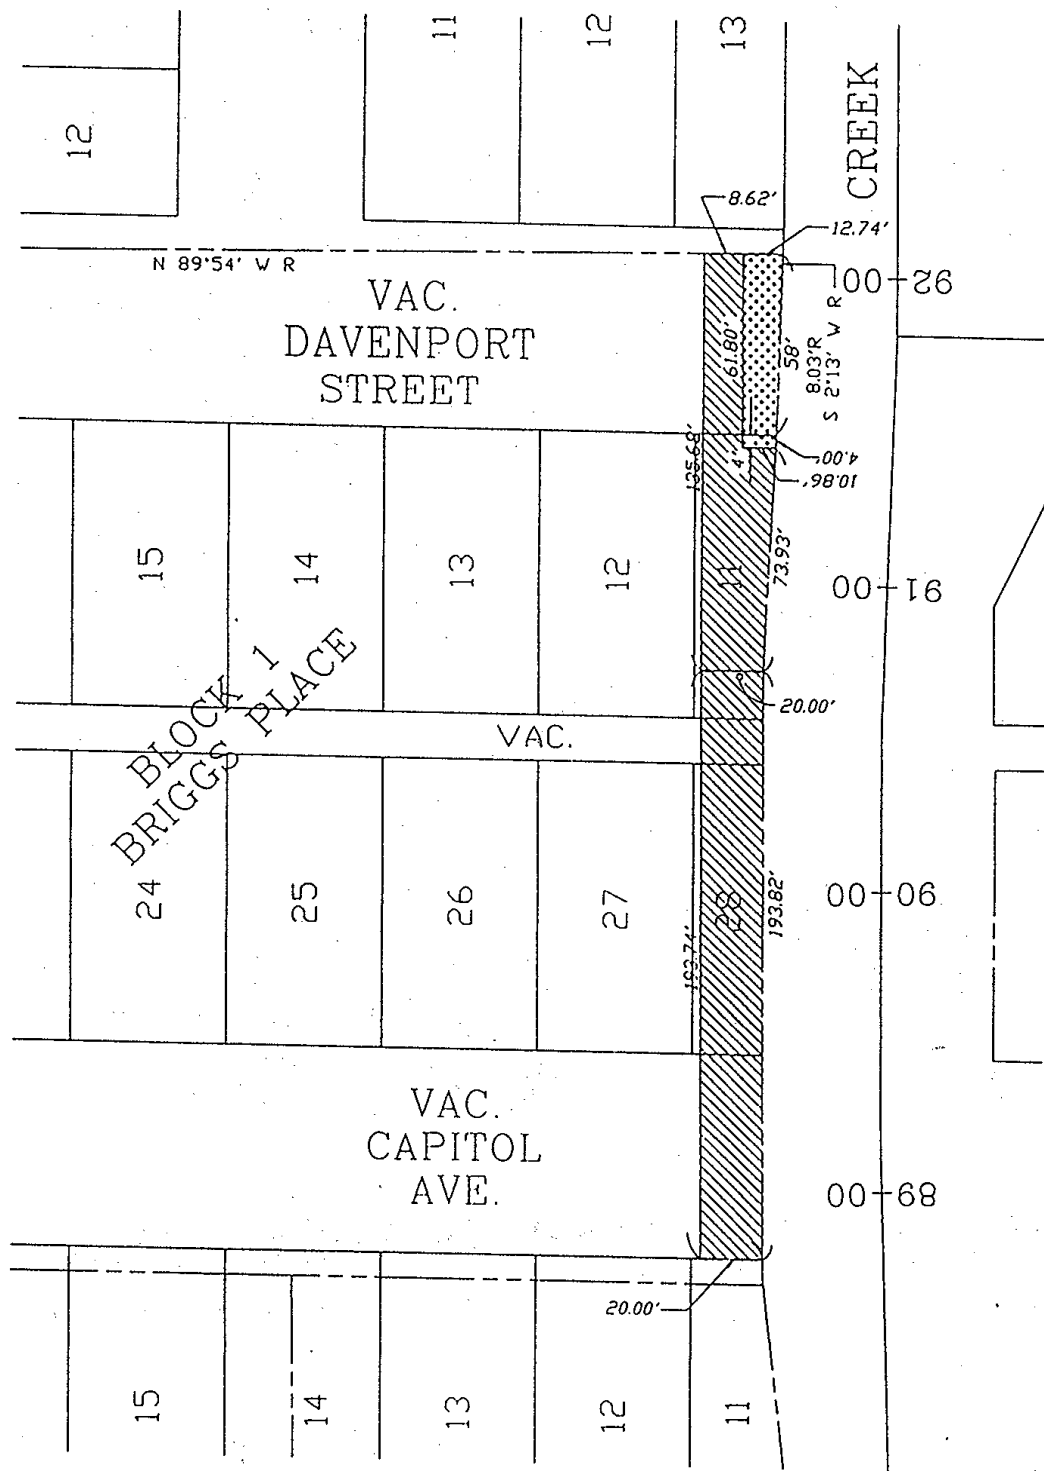 11
12
13
12
CREEK
8.62'
12.74'
N 89°54' W R
92+00
VAC.
DAVENPORT
STREET
61.80'
58'
8.03'R
S 2°13' W R
135.68'
4'
4.00'
10.86'
15
14
13
12
11
73.93'
91+00
BLOCK 1
BRIGGS PLACE
20.00'
VAC.
24
25
26
27
28
193.74'
193.82'
90+00
VAC.
CAPITOL
AVE.
89+00
20.00'
15
14
13
12
11